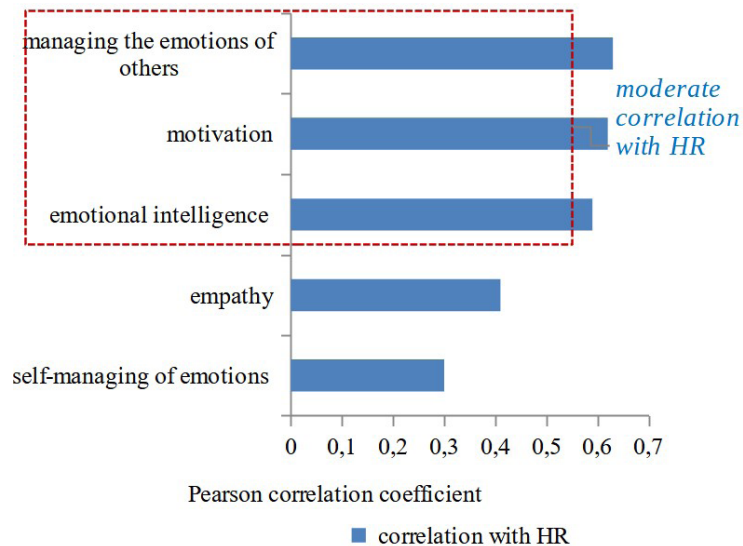 managing the emotions of
others
motivation
emotional intelligence
empathy
self-managing of emotions
moderate
correlation
with HR
0 0,1 0,2 0,3 0,4 0,5 0,6 0,7
Pearson correlation coefficient
correlation with HR